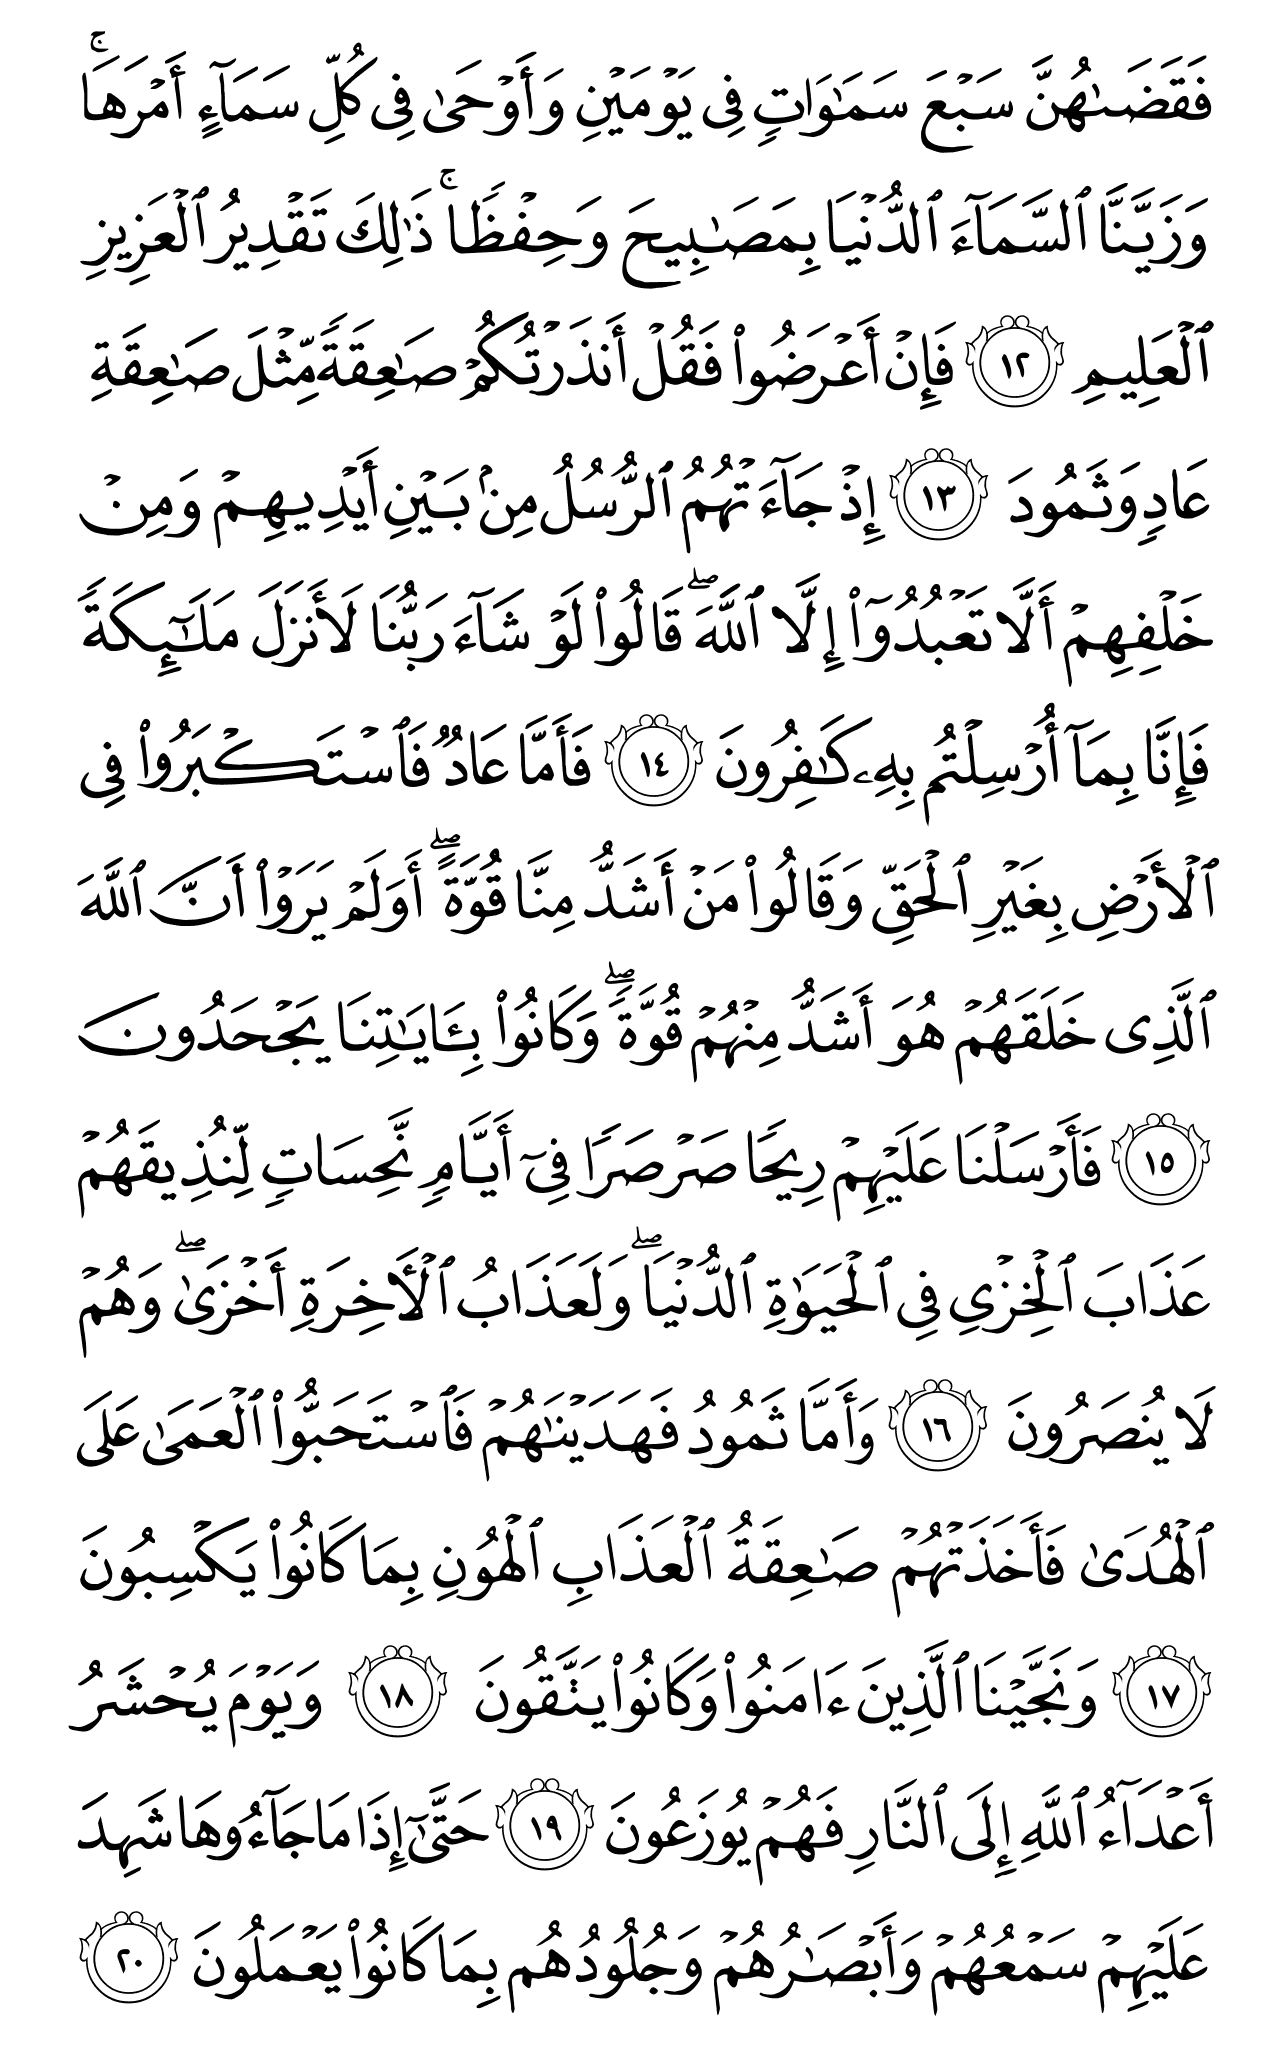 فَقَضَىٰهُنَّ سَبْعَ سَمَـٰوَاتٍ فِى يَوْمَيْنِ وَأَوْحَىٰ فِى كُلِّ سَمَآءٍ أَمْرَهَا ۚ
وَزَيَّنَّا ٱلسَّمَآءَ ٱلدُّنْيَا بِمَصَـٰبِيحَ وَحِفْظًا ۚ ذَٰلِكَ تَقْدِيرُ ٱلْعَزِيزِ
ٱلْعَلِيمِ ١٢ فَإِنْ أَعْرَضُوا۟ فَقُلْ أَنذَرْتُكُمْ صَـٰعِقَةً مِّثْلَ صَـٰعِقَةِ
عَادٍ وَثَمُودَ ١٣ إِذْ جَآءَتْهُمُ ٱلرُّسُلُ مِنۢ بَيْنِ أَيْدِيهِمْ وَمِنْ
خَلْفِهِمْ أَلَّا تَعْبُدُوٓا۟ إِلَّا ٱللَّهَ ۖ قَالُوا۟ لَوْ شَآءَ رَبُّنَا لَأَنزَلَ مَلَـٰٓئِكَةً
فَإِنَّا بِمَآ أُرْسِلْتُم بِهِۦ كَـٰفِرُونَ ١٤ فَأَمَّا عَادٌ فَٱسْتَكْبَرُوا۟ فِى
ٱلْأَرْضِ بِغَيْرِ ٱلْحَقِّ وَقَالُوا۟ مَنْ أَشَدُّ مِنَّا قُوَّةً ۖ أَوَلَمْ يَرَوْا۟ أَنَّ ٱللَّهَ
ٱلَّذِى خَلَقَهُمْ هُوَ أَشَدُّ مِنْهُمْ قُوَّةً ۖ وَكَانُوا۟ بِـَٔايَـٰتِنَا يَجْحَدُونَ
١٥ فَأَرْسَلْنَا عَلَيْهِمْ رِيحًا صَرْصَرًا فِىٓ أَيَّامٍ نَّحِسَاتٍ لِّنُذِيقَهُمْ
عَذَابَ ٱلْخِزْىِ فِى ٱلْحَيَوٰةِ ٱلدُّنْيَا ۖ وَلَعَذَابُ ٱلْـَٔاخِرَةِ أَخْزَىٰ ۖ وَهُمْ
لَا يُنصَرُونَ ١٦ وَأَمَّا ثَمُودُ فَهَدَيْنَـٰهُمْ فَٱسْتَحَبُّوا۟ ٱلْعَمَىٰ عَلَى
ٱلْهُدَىٰ فَأَخَذَتْهُمْ صَـٰعِقَةُ ٱلْعَذَابِ ٱلْهُونِ بِمَا كَانُوا۟ يَكْسِبُونَ
١٧ وَنَجَّيْنَا ٱلَّذِينَ ءَامَنُوا۟ وَكَانُوا۟ يَتَّقُونَ ١٨ وَيَوْمَ يُحْشَرُ
أَعْدَآءُ ٱللَّهِ إِلَى ٱلنَّارِ فَهُمْ يُوزَعُونَ ١٩ حَتَّىٰٓ إِذَا مَا جَآءُوهَا شَهِدَ
عَلَيْهِمْ سَمْعُهُمْ وَأَبْصَـٰرُهُمْ وَجُلُودُهُم بِمَا كَانُوا۟ يَعْمَلُونَ ٢٠